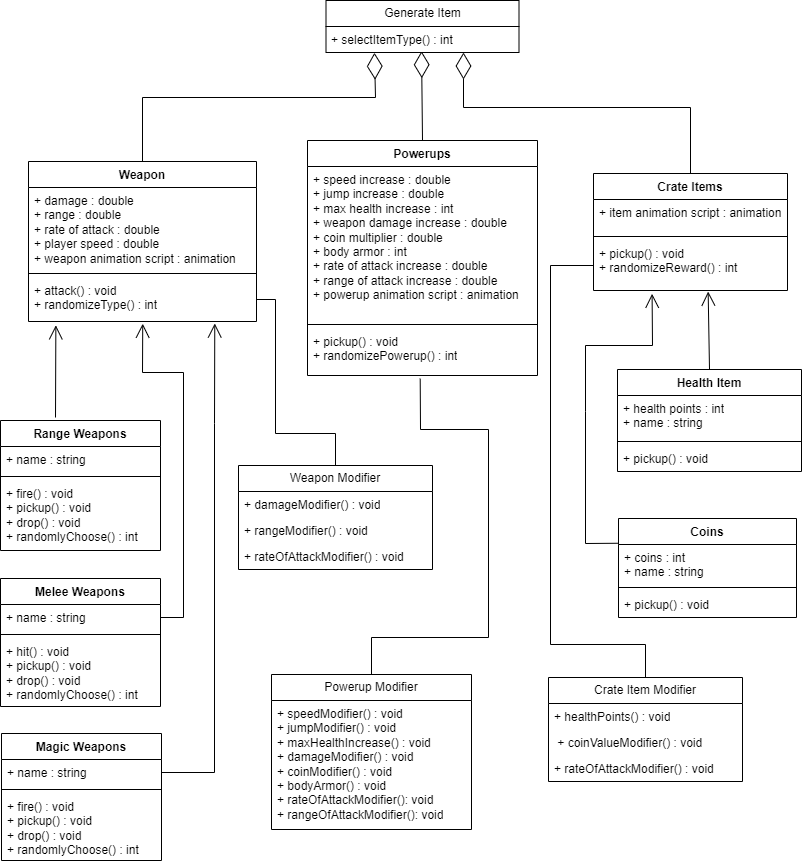 Generate Item
+ selectItemType() : int
Weapon
+ damage : double
+ range : double
+ rate of attack : double
+ player speed : double
+ weapon animation script : animation
+ attack() : void
+ randomizeType() : int
Powerups
+ speed increase : double
+ jump increase : double
+ max health increase : int
+ weapon damage increase : double
+ coin multiplier : double
+ body armor : int
+ rate of attack increase : double
+ range of attack increase : double
+ powerup animation script : animation
+ pickup() : void
+ randomizePowerup() : int
Crate Items
+ item animation script : animation
+ pickup() : void
+ randomizeReward() : int
Health Item
+ health points : int
+ name : string
+ pickup() : void
Range Weapons
+ name : string
+ fire() : void
+ pickup() : void
+ drop() : void
+ randomlyChoose() : int
Weapon Modifier
+ damageModifier() : void
+ rangeModifier() : void
+ rateOfAttackModifier() : void
Coins
+ coins : int
+ name : string
+ pickup() : void
Melee Weapons
+ name : string
+ hit() : void
+ pickup() : void
+ drop() : void
+ randomlyChoose() : int
Powerup Modifier
+ speedModifier() : void
+ jumpModifier() : void
+ maxHealthIncrease() : void
+ damageModifier() : void
+ coinModifier() : void
+ bodyArmor() : void
+ rateOfAttackModifier(): void
+ rangeOfAttackModifier(): void
Crate Item Modifier
+ healthPoints() : void
+ coinValueModifier() : void
+ rateOfAttackModifier() : void
Magic Weapons
+ name : string
+ fire() : void
+ pickup() : void
+ drop() : void
+ randomlyChoose() : int